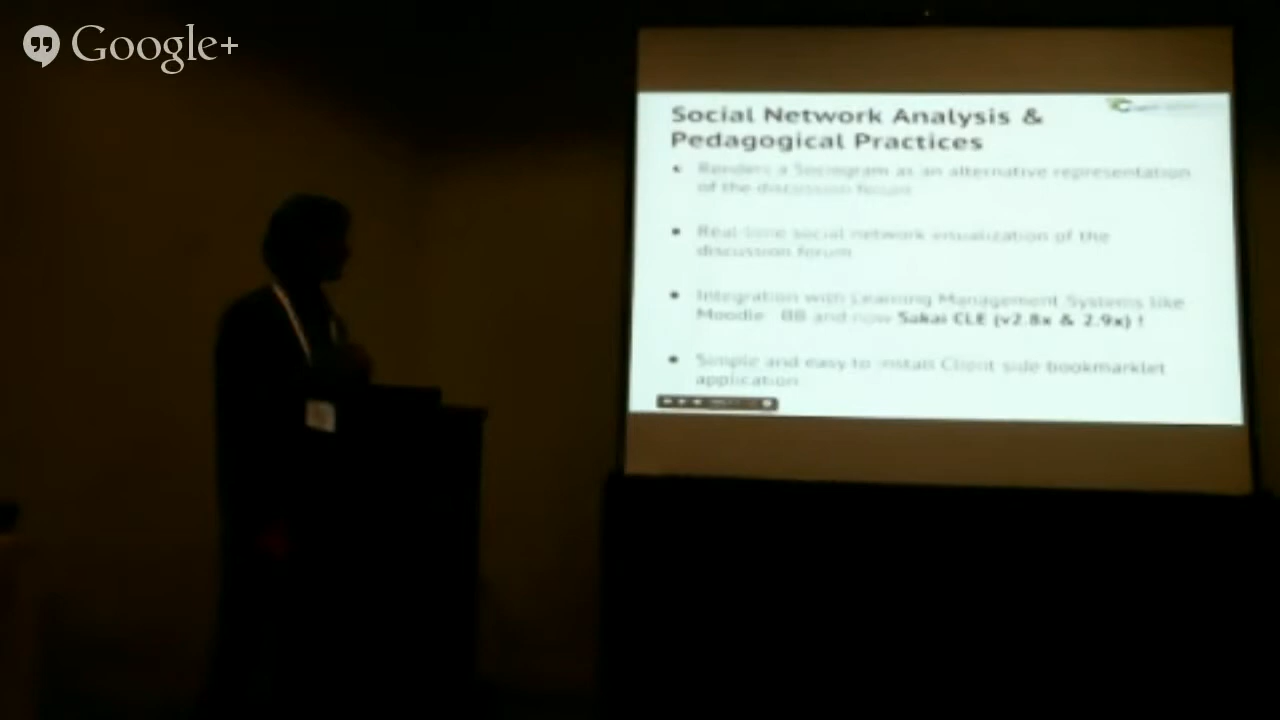 Google+
Social Network Analysis &
Pedagogical Practices
• Renders a Sociogram as an alternative representation
of the discussion forum
• Real-time social network visualization of the
discussion forum
• Integration with Learning Management Systems like
Moodle BB and now Sakai CLE (v2.8x & 2.9x) !
• Simple and easy to install Client side bookmarklet
application